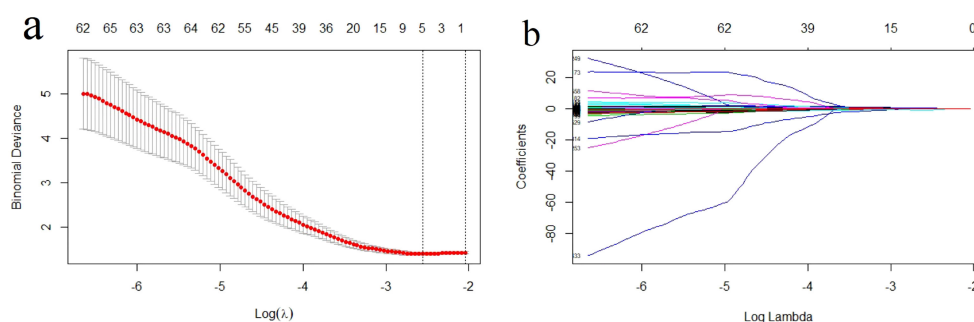 a
62 65 63 63 64 62 55 45 39 36 20 15 9 5 3 1
Binomial Deviance
5
4
3
2
-6 -5 -4 -3 -2
Log(λ)
b
62 62 39 15 0
Coefficients
20
0
-20
-40
-60
-80
-6 -5 -4 -3 -2
Log Lambda